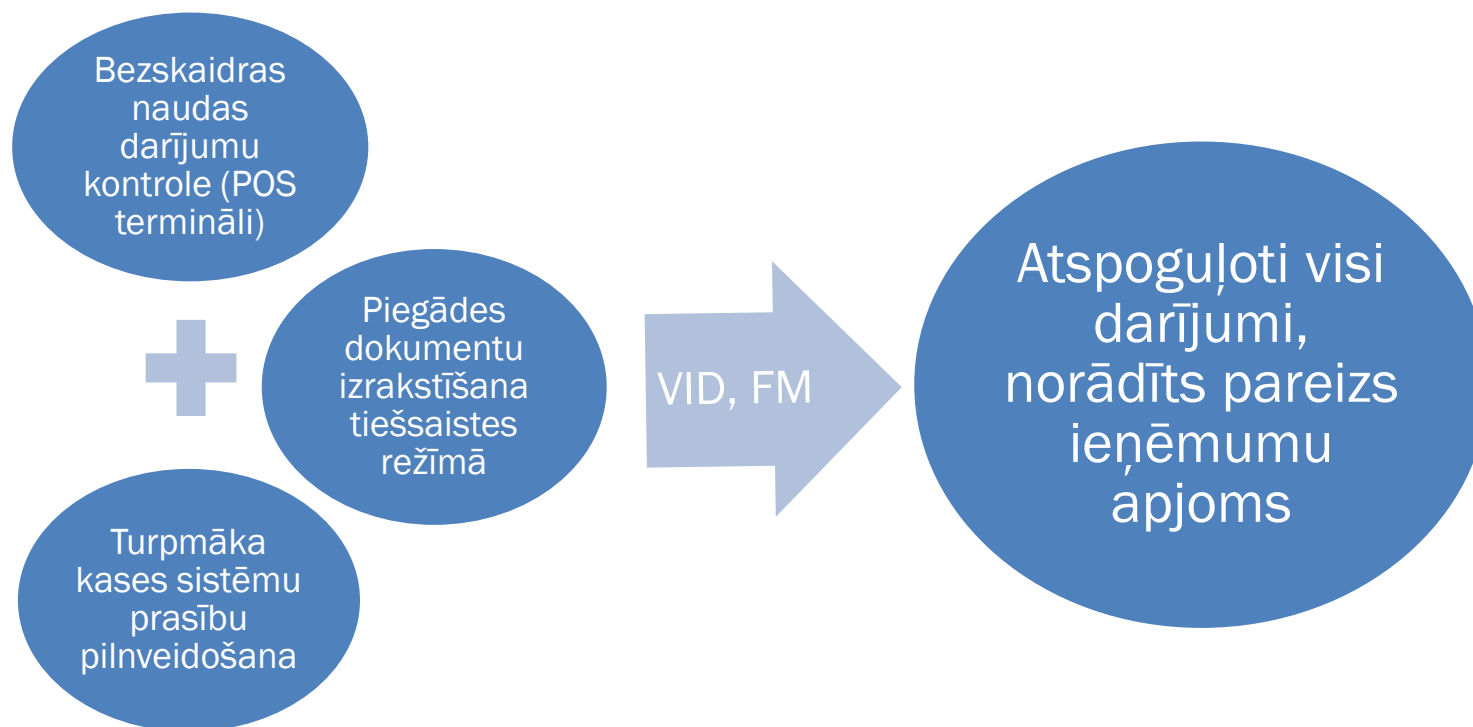 Bezskaidras
naudas
darījumu
kontrole (POS
termināli)
Piegādes
dokumentu
izrakstīšana
tiešsaistes
režīmā
Turpmāka
kases sistēmu
prasību
pilnveidošana
VID, FM
Atspoguļoti visi
darījumi,
norādīts pareizs
ieņēmumu
apjoms